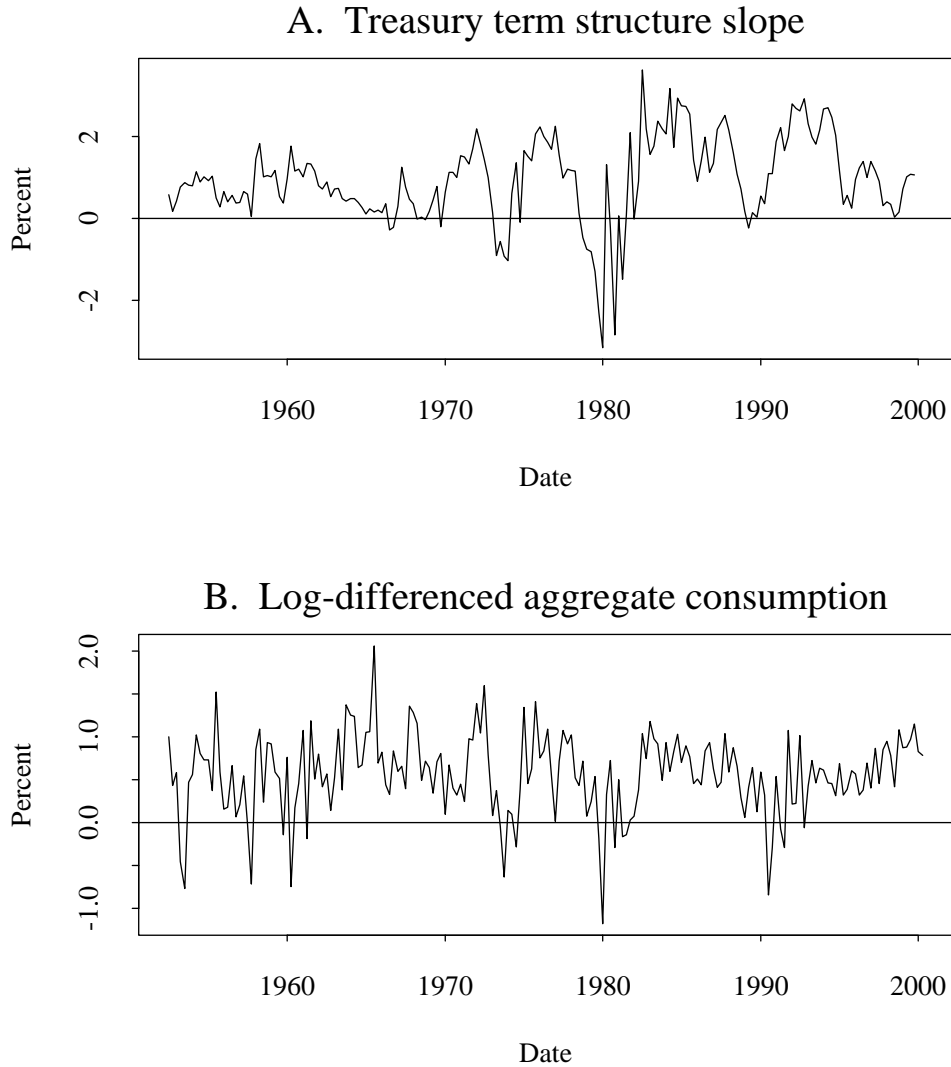 A. Treasury term structure slope
Percent
2
0
-2
1960 1970 1980 1990 2000
Date
B. Log-differenced aggregate consumption
Percent
2.0
1.0
0.0
-1.0
1960 1970 1980 1990 2000
Date